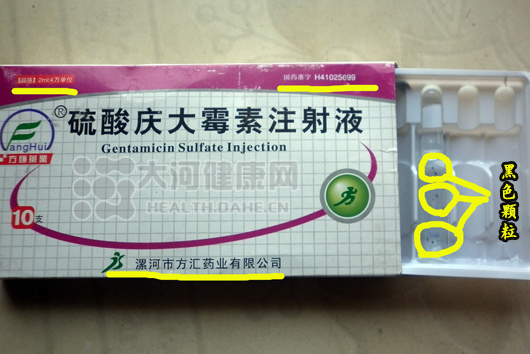 【规格】2ml:8万单位
国药准字 H41025699
硫酸庆大霉素注射液
®
Gentamicin Sulfate Injection
FangHui
方汇药业
大河健康网
HEALTH.DAHE.CN
10支
漯河市方汇药业有限公司
黑色颗粒